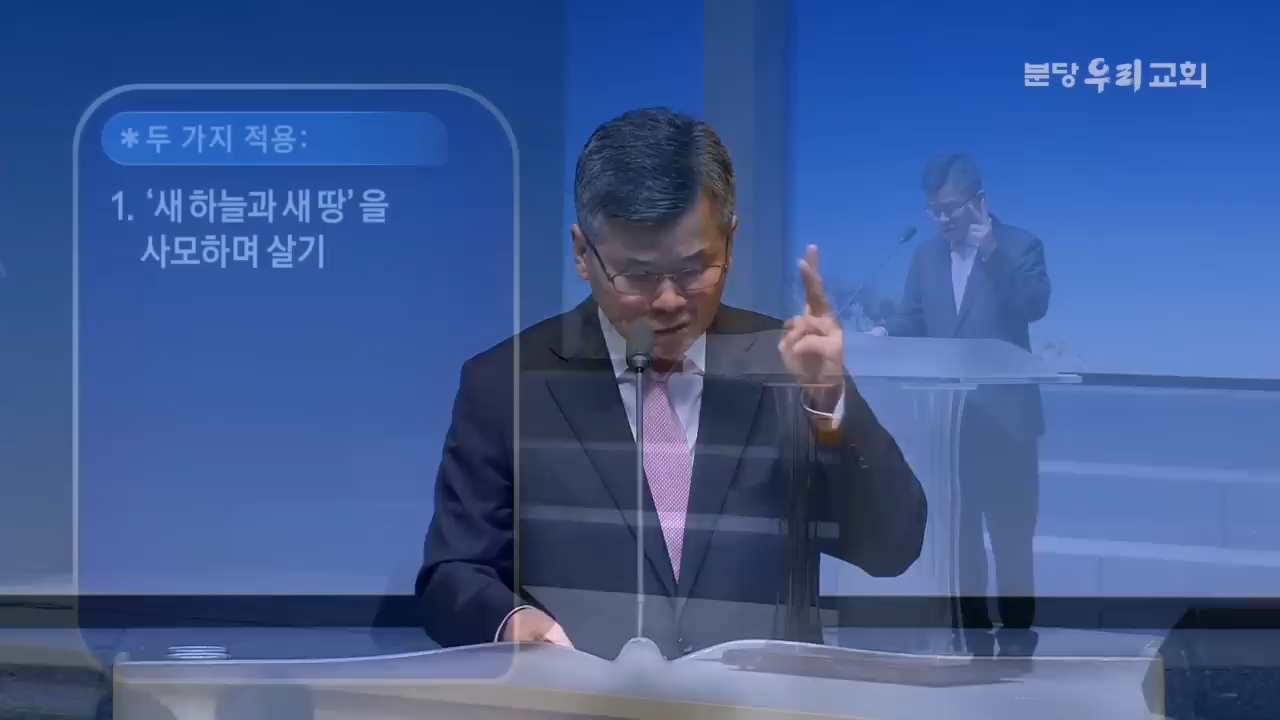 분당우리교회
*두 가지 적용:
1. '새 하늘과 새 땅'을
사모하며 살기